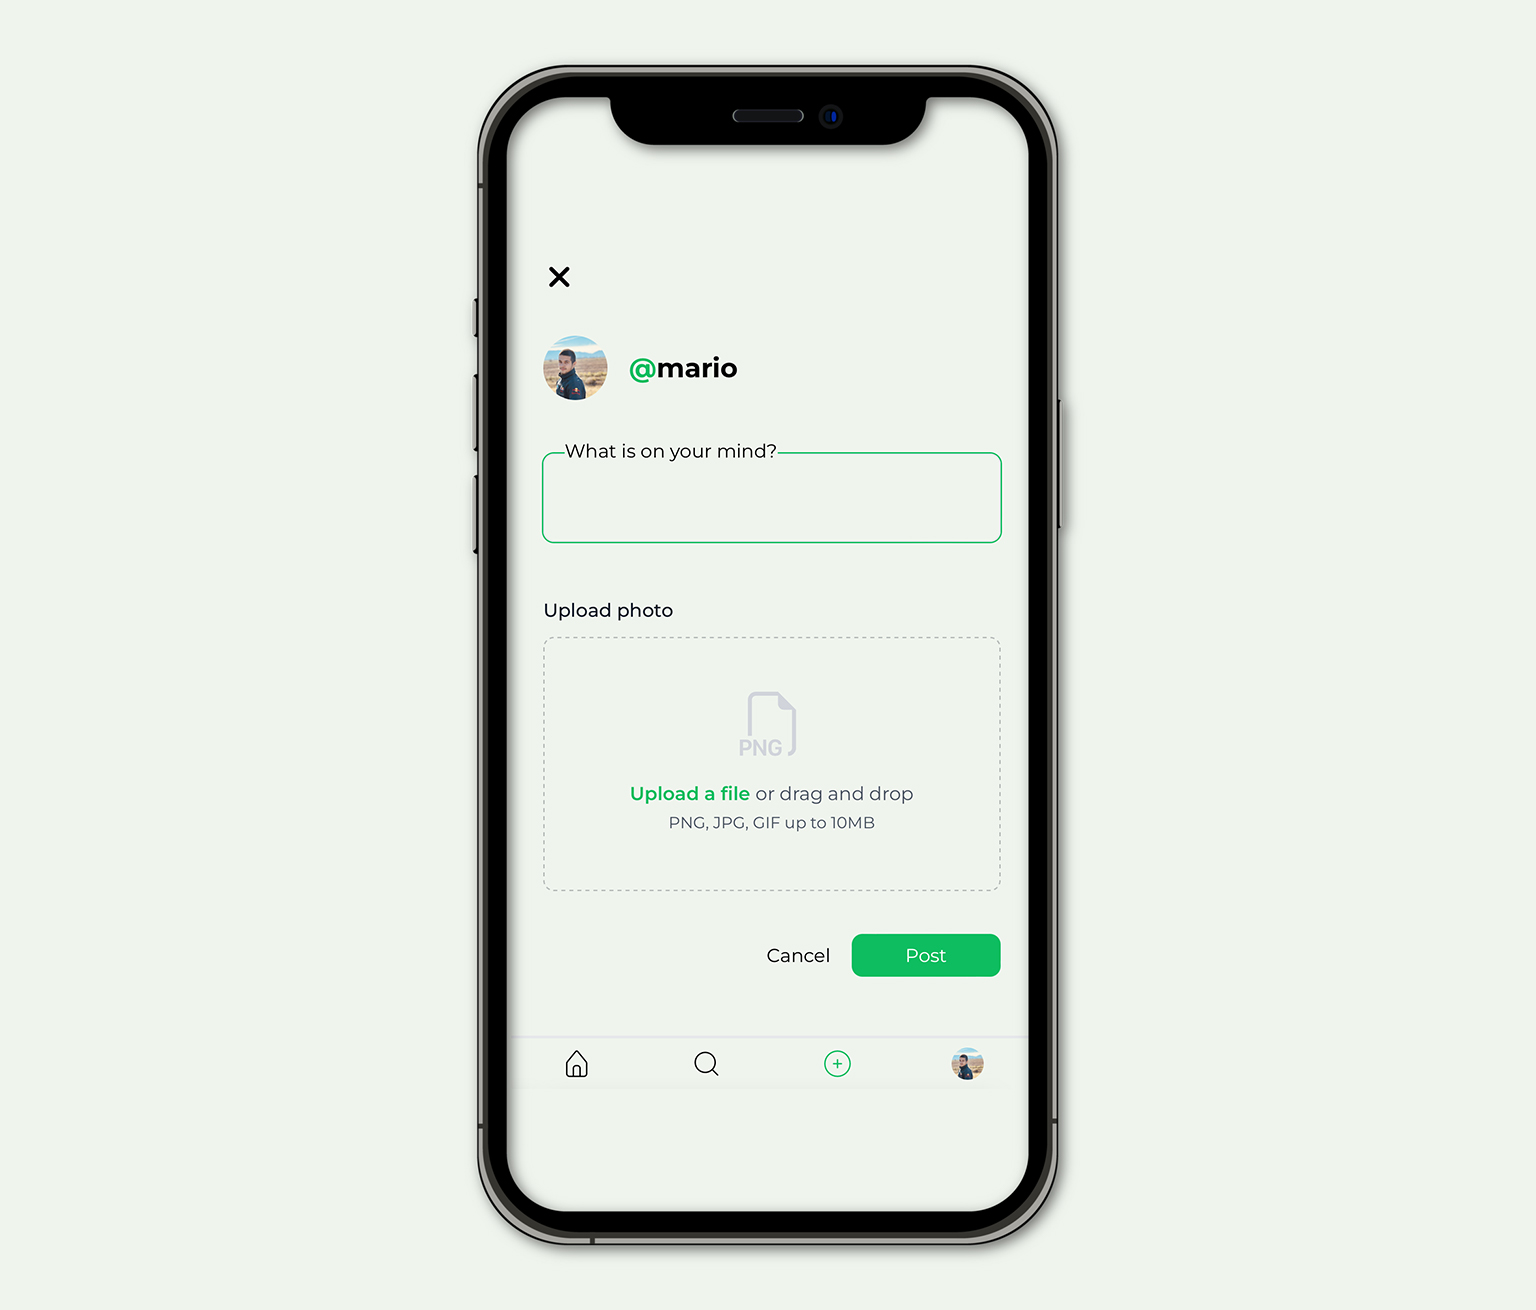 @mario
What is on your mind?
Upload photo
PNG
Upload a file or drag and drop
PNG, JPG, GIF up to 10MB
Cancel Post